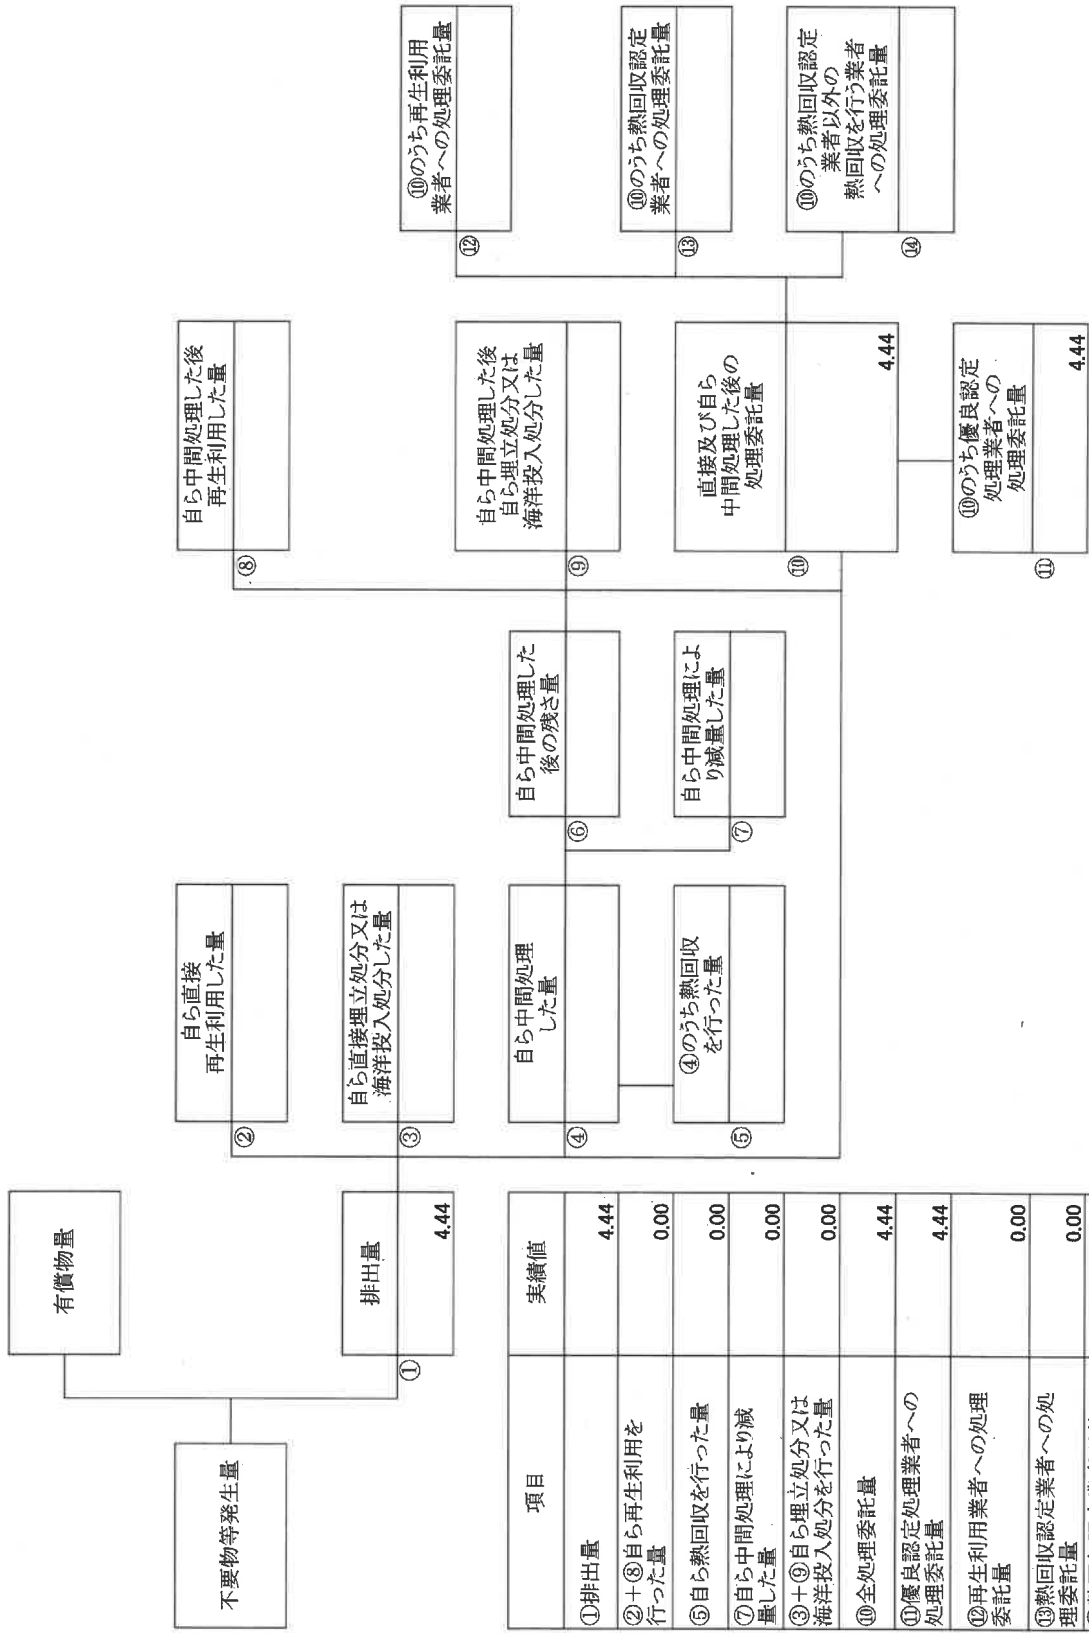 有償物量
不要物等発生量
排出量
①
4.44
自ら直接
再生利用した量
②
自ら直接埋立処分又は
海洋投入処分した量
③
自ら中間処理
した量
④
④のうち熱回収
を行った量
⑤
自ら中間処理した
後の残さ量
⑥
自ら中間処理によ
り減量した量
⑦
自ら中間処理した後
再生利用した量
⑧
自ら中間処理した後
自ら埋立処分又は
海洋投入処分した量
⑨
直接及び自ら
中間処理した後の
処理委託量
⑩
4.44
⑩のうち優良認定
処理業者への
処理委託量
⑪
4.44
⑩のうち再生利用
業者への処理委託量
⑫
⑩のうち熱回収認定
業者への処理委託量
⑬
⑩のうち熱回収認定
業者以外の
熱回収を行う業者
への処理委託量
⑭
項目 実績値
①排出量 4.44
②+⑧自ら再生利用を
行った量 0.00
⑤自ら熱回収を行った量 0.00
⑦自ら中間処理により減
量した量 0.00
③+⑨自ら埋立処分又は
海洋投入処分を行った量 0.00
⑩全処理委託量 4.44
⑪優良認定処理業者への
処理委託量 4.44
⑫再生利用業者への処理
委託量 0.00
⑬熱回収認定業者への処
理委託量 0.00